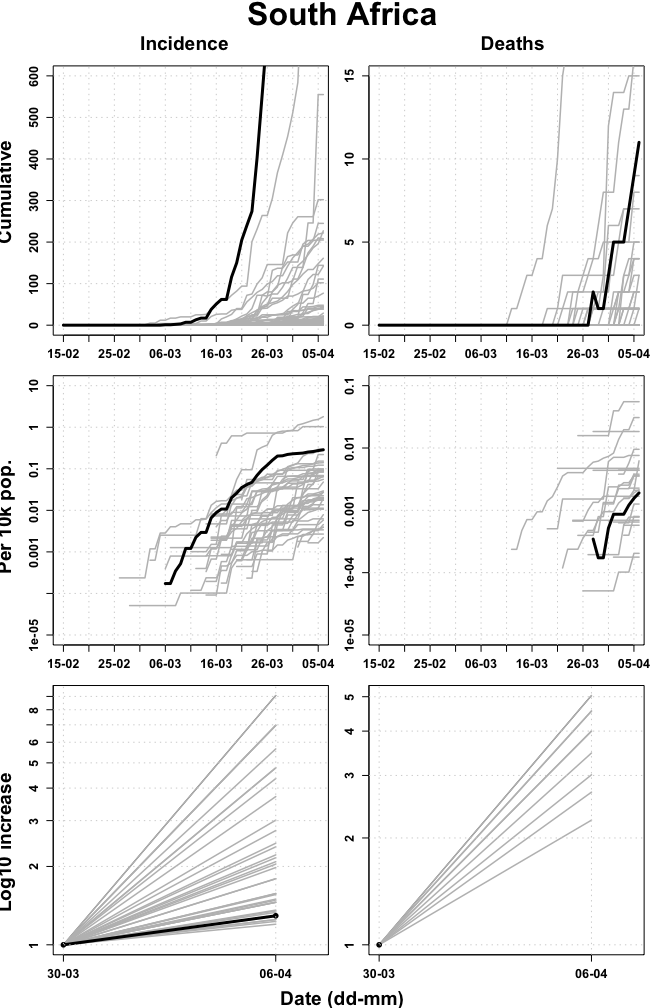 South Africa
Incidence Deaths
Cumulative
600
500
400
300
200
100
0
15-02 25-02 06-03 16-03 26-03 05-04
15
10
5
0
15-02 25-02 06-03 16-03 26-03 05-04
Per 10k pop.
10
1
0.1
0.01
0.001
1e-05
15-02 25-02 06-03 16-03 26-03 05-04
0.1
0.01
0.001
1e-04
1e-05
15-02 25-02 06-03 16-03 26-03 05-04
Log10 increase
8
6
5
4
3
2
1
30-03 06-04
5
4
3
2
1
30-03 06-04
Date (dd-mm)